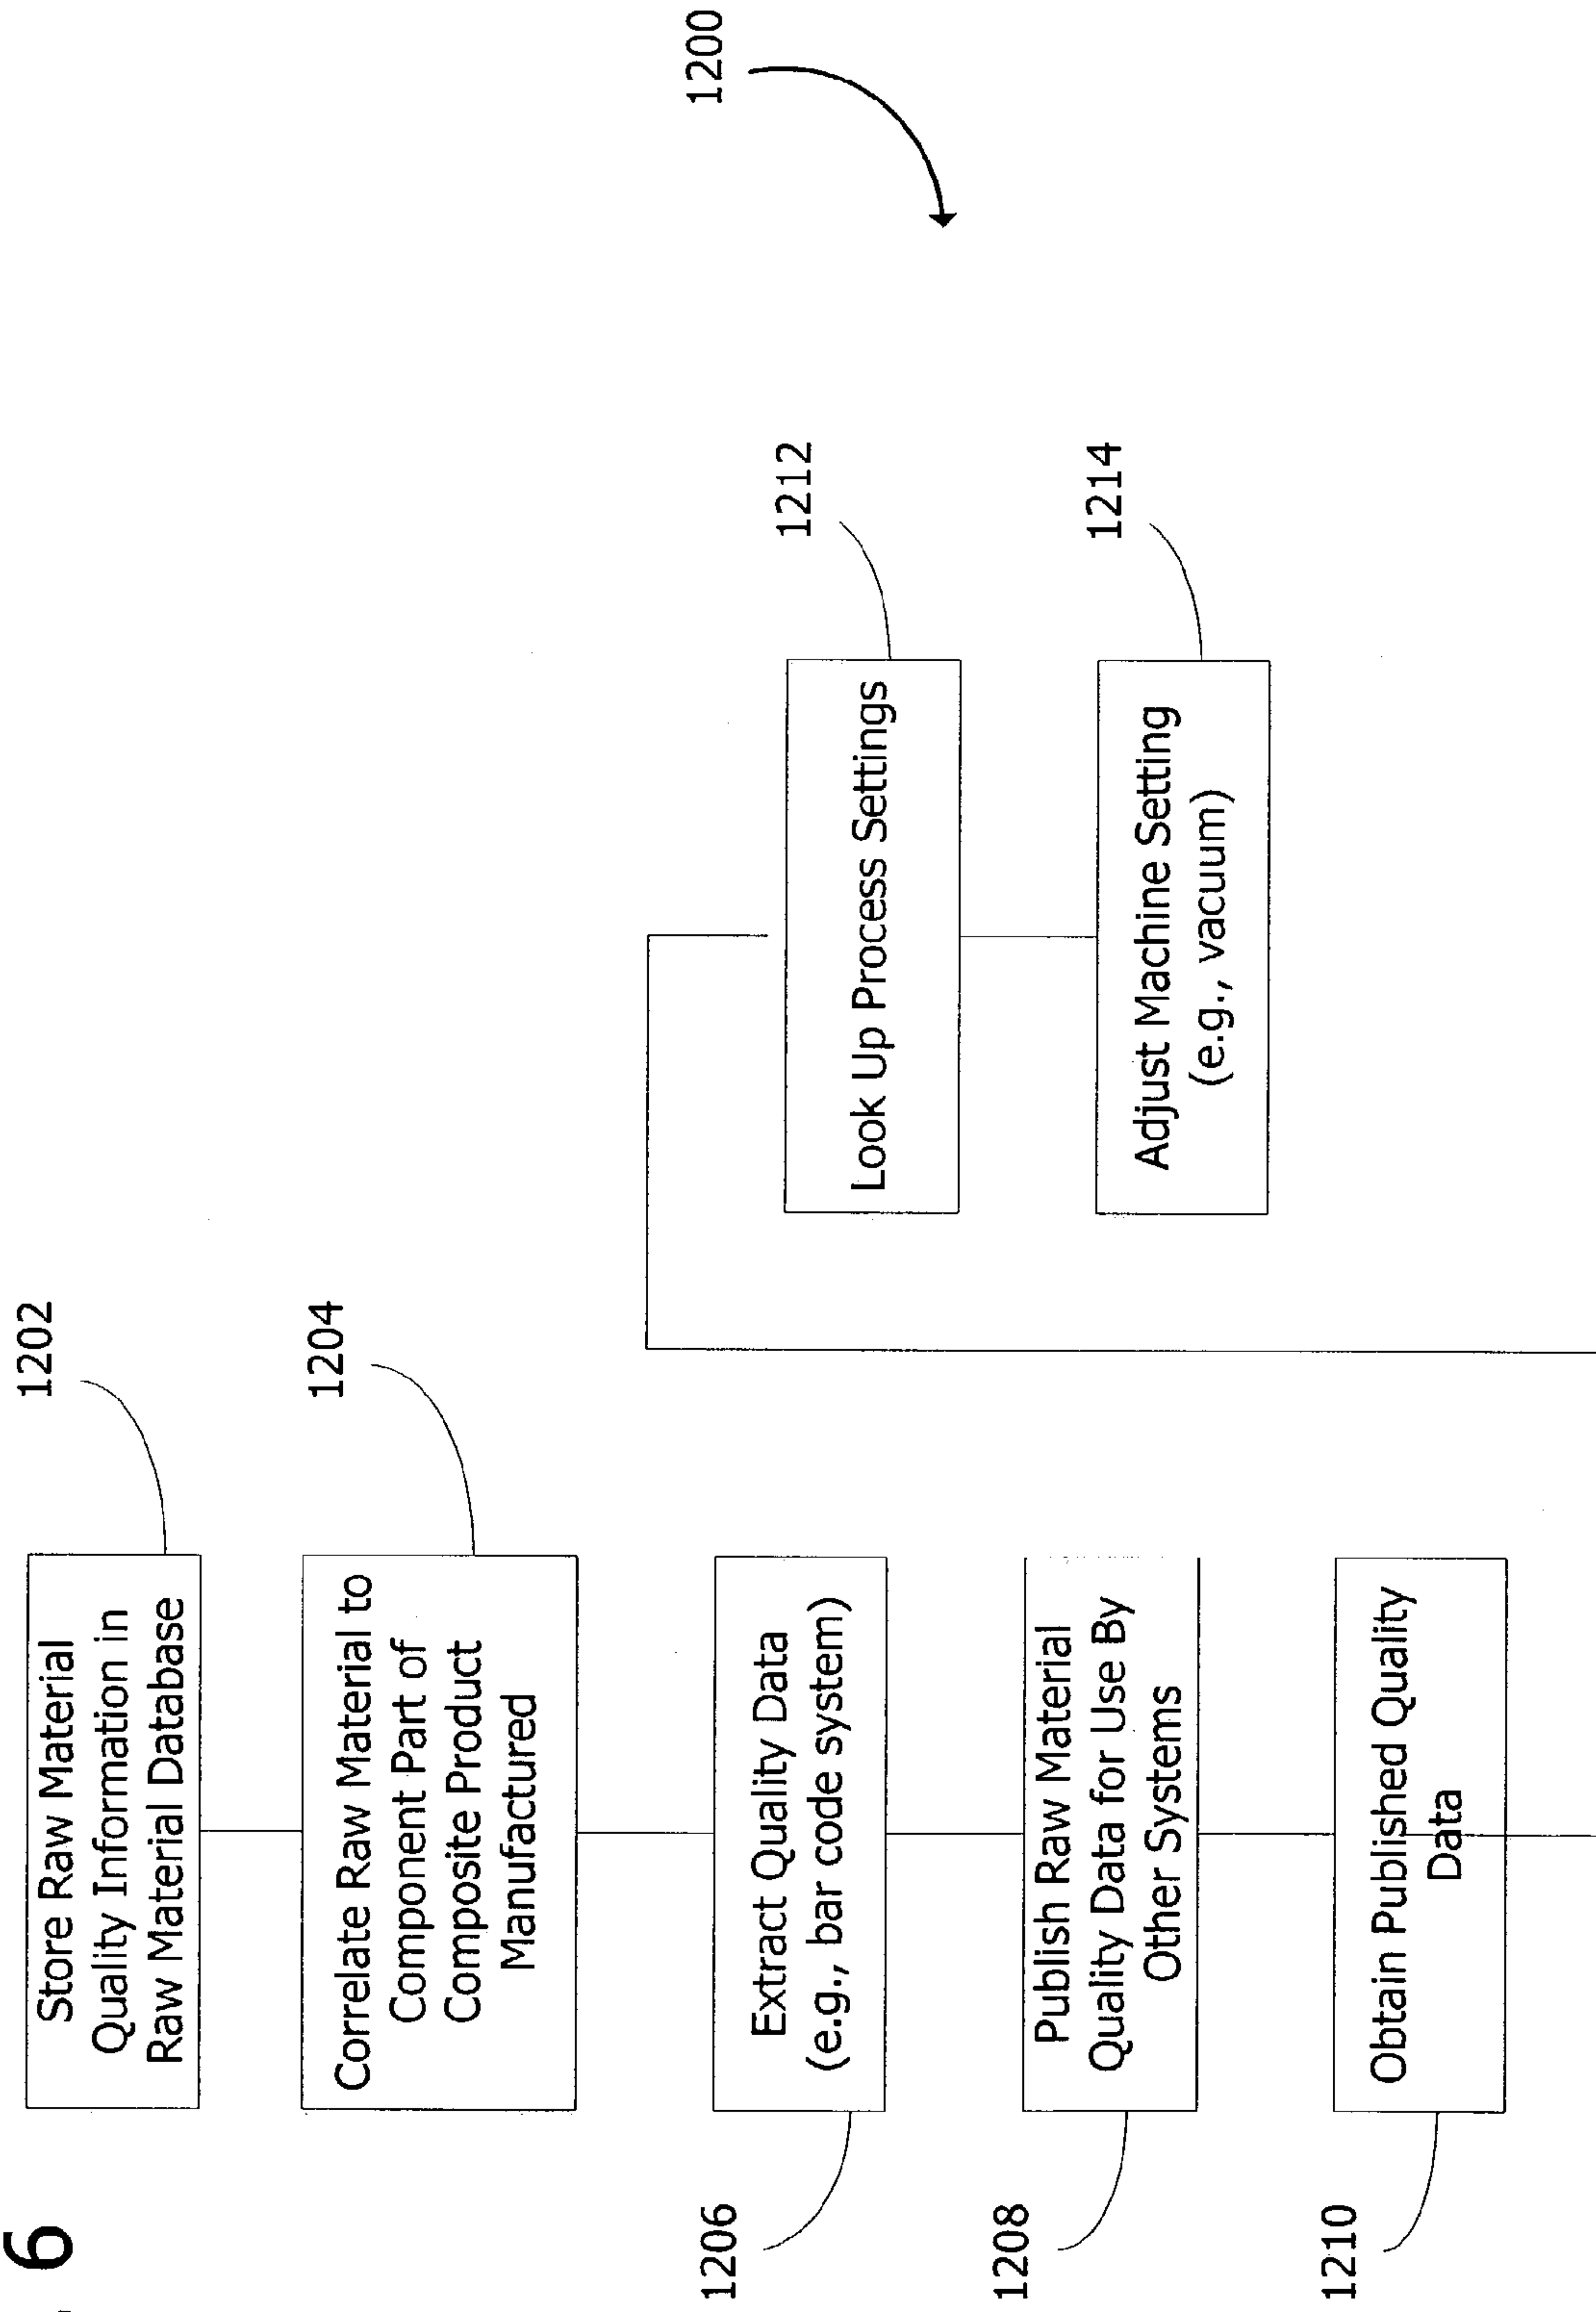 6
1200
1202
Store Raw Material
Quality Information in
Raw Material Database
1204
Correlate Raw Material to
Component Part of
Composite Product
Manufactured
1206
Extract Quality Data
(e.g., bar code system)
1208
Publish Raw Material
Quality Data for Use By
Other Systems
1210
Obtain Published Quality
Data
1212
Look Up Process Settings
1214
Adjust Machine Setting
(e.g., vacuum)